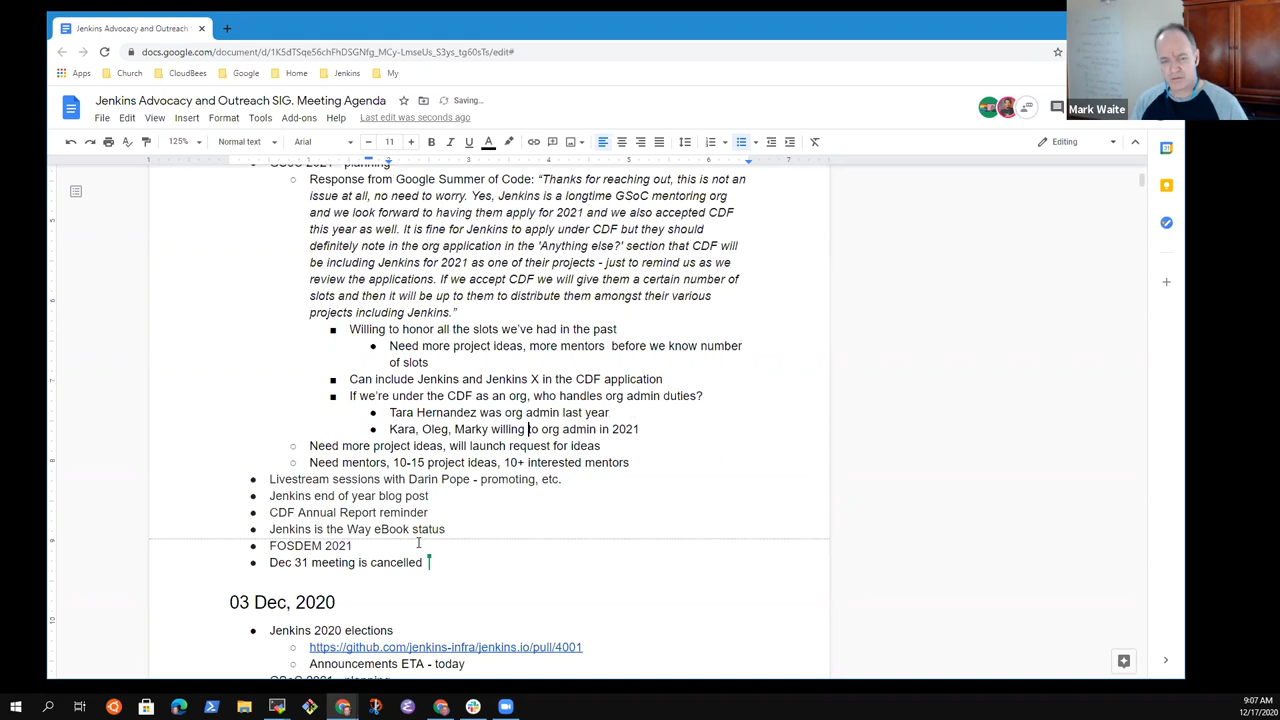 Jenkins Advocacy and Outreach
docs.google.com/document/d/1K5dTSqe56chFhDSGNfg_MCy-LmseUs_S3ys_tg60sTs/edit#
Apps Church CloudBees Google Home Jenkins My
Mark Waite
Jenkins Advocacy and Outreach SIG. Meeting Agenda Saving...
File Edit View Insert Format Tools Add-ons Help Last edit was seconds ago
125% Normal text Arial 11 Editing
1 1 2 3 4 5 6 7
GSoC 2021 - planning
Response from Google Summer of Code: “Thanks for reaching out, this is not an
issue at all, no need to worry. Yes, Jenkins is a longtime GSoC mentoring org
and we look forward to having them apply for 2021 and we also accepted CDF
this year as well. It is fine for Jenkins to apply under CDF but they should
definitely note in the org application in the 'Anything else?' section that CDF will
be including Jenkins for 2021 as one of their projects - just to remind us as we
review the applications. If we accept CDF we will give them a certain number of
slots and then it will be up to them to distribute them amongst their various
projects including Jenkins.”
Willing to honor all the slots we’ve had in the past
Need more project ideas, more mentors before we know number
of slots
Can include Jenkins and Jenkins X in the CDF application
If we’re under the CDF as an org, who handles org admin duties?
Tara Hernandez was org admin last year
Kara, Oleg, Marky willing to org admin in 2021
Need more project ideas, will launch request for ideas
Need mentors, 10-15 project ideas, 10+ interested mentors
Livestream sessions with Darin Pope - promoting, etc.
Jenkins end of year blog post
CDF Annual Report reminder
Jenkins is the Way eBook status
FOSDEM 2021
Dec 31 meeting is cancelled
03 Dec, 2020
Jenkins 2020 elections
https://github.com/jenkins-infra/jenkins.io/pull/4001
Announcements ETA - today
GSoC 2021 - planning
9:07 AM
12/17/2020